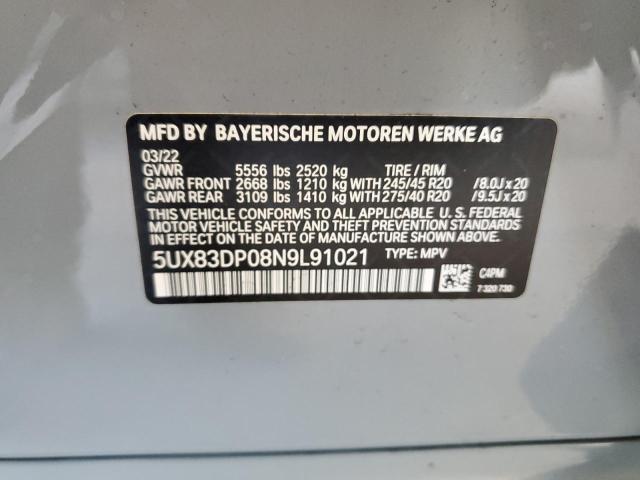 MFD BY BAYERISCHE MOTOREN WERKE AG
03/22
GVWR 5556 lbs 2520 kg TIRE / RIM
GAWR FRONT 2668 lbs 1210 kg WITH 245/45 R20 /8.0J x 20
GAWR REAR 3109 lbs 1410 kg WITH 275/40 R20 /9.5J x 20
THIS VEHICLE CONFORMS TO ALL APPLICABLE U. S. FEDERAL
MOTOR VEHICLE SAFETY AND THEFT PREVENTION STANDARDS
IN EFFECT ON THE DATE OF MANUFACTURE SHOWN ABOVE.
5UX83DP08N9L91021 TYPE: MPV
C4PM
7 320 730